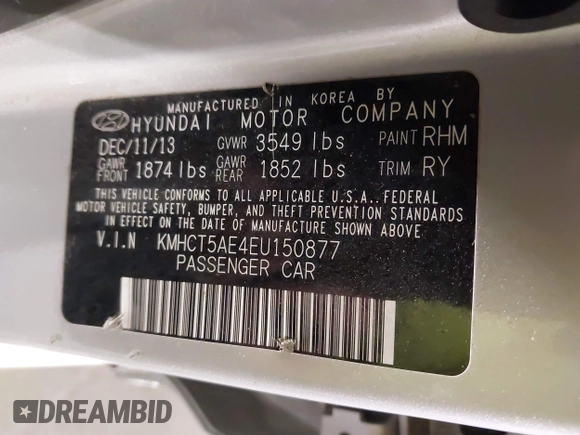 MANUFACTURED IN KOREA BY
HYUNDAI MOTOR COMPANY
DEC/11/13 GVWR 3549 lbs PAINT RHM
GAWR FRONT 1874 lbs GAWR REAR 1852 lbs TRIM RY
THIS VEHICLE CONFORMS TO ALL APPLICABLE U.S.A.. FEDERAL
MOTOR VEHICLE SAFETY, BUMPER, AND THEFT PREVENTION STANDARDS
IN EFFECT ON THE DATE OF MANUFACTURE SHOWN ABOVE.
V.I.N KMHCT5AE4EU150877
PASSENGER CAR
DREAMBID